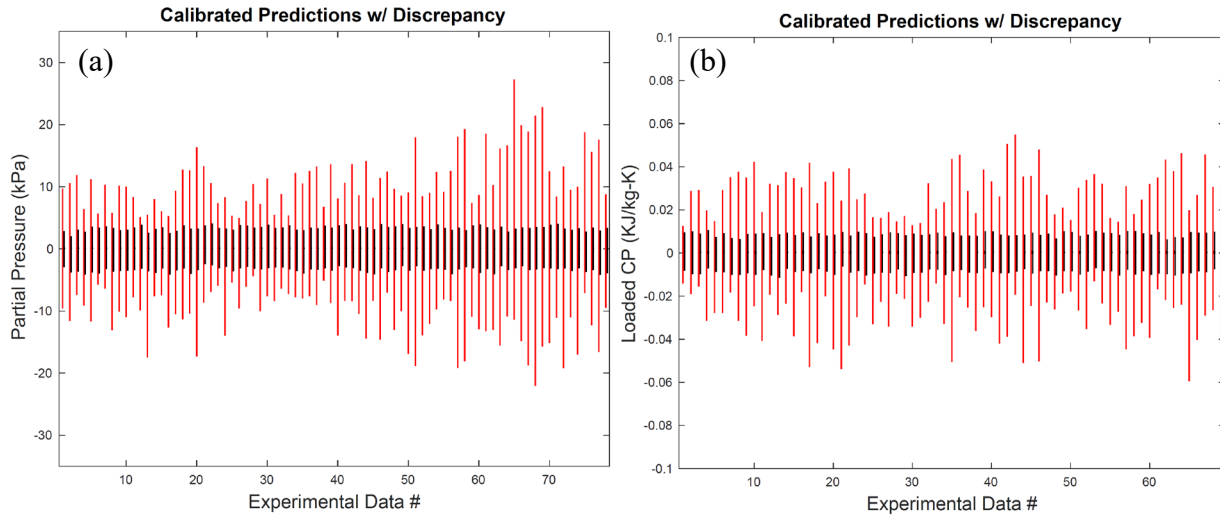 Calibrated Predictions w/ Discrepancy
(a)
30
20
10
0
-10
-20
-30
Partial Pressure (kPa)
10 20 30 40 50 60 70
Experimental Data #
Calibrated Predictions w/ Discrepancy
(b)
0.1
0.08
0.06
0.04
0.02
0
-0.02
-0.04
-0.06
-0.08
-0.1
Loaded CP (KJ/kg-K)
10 20 30 40 50 60
Experimental Data #